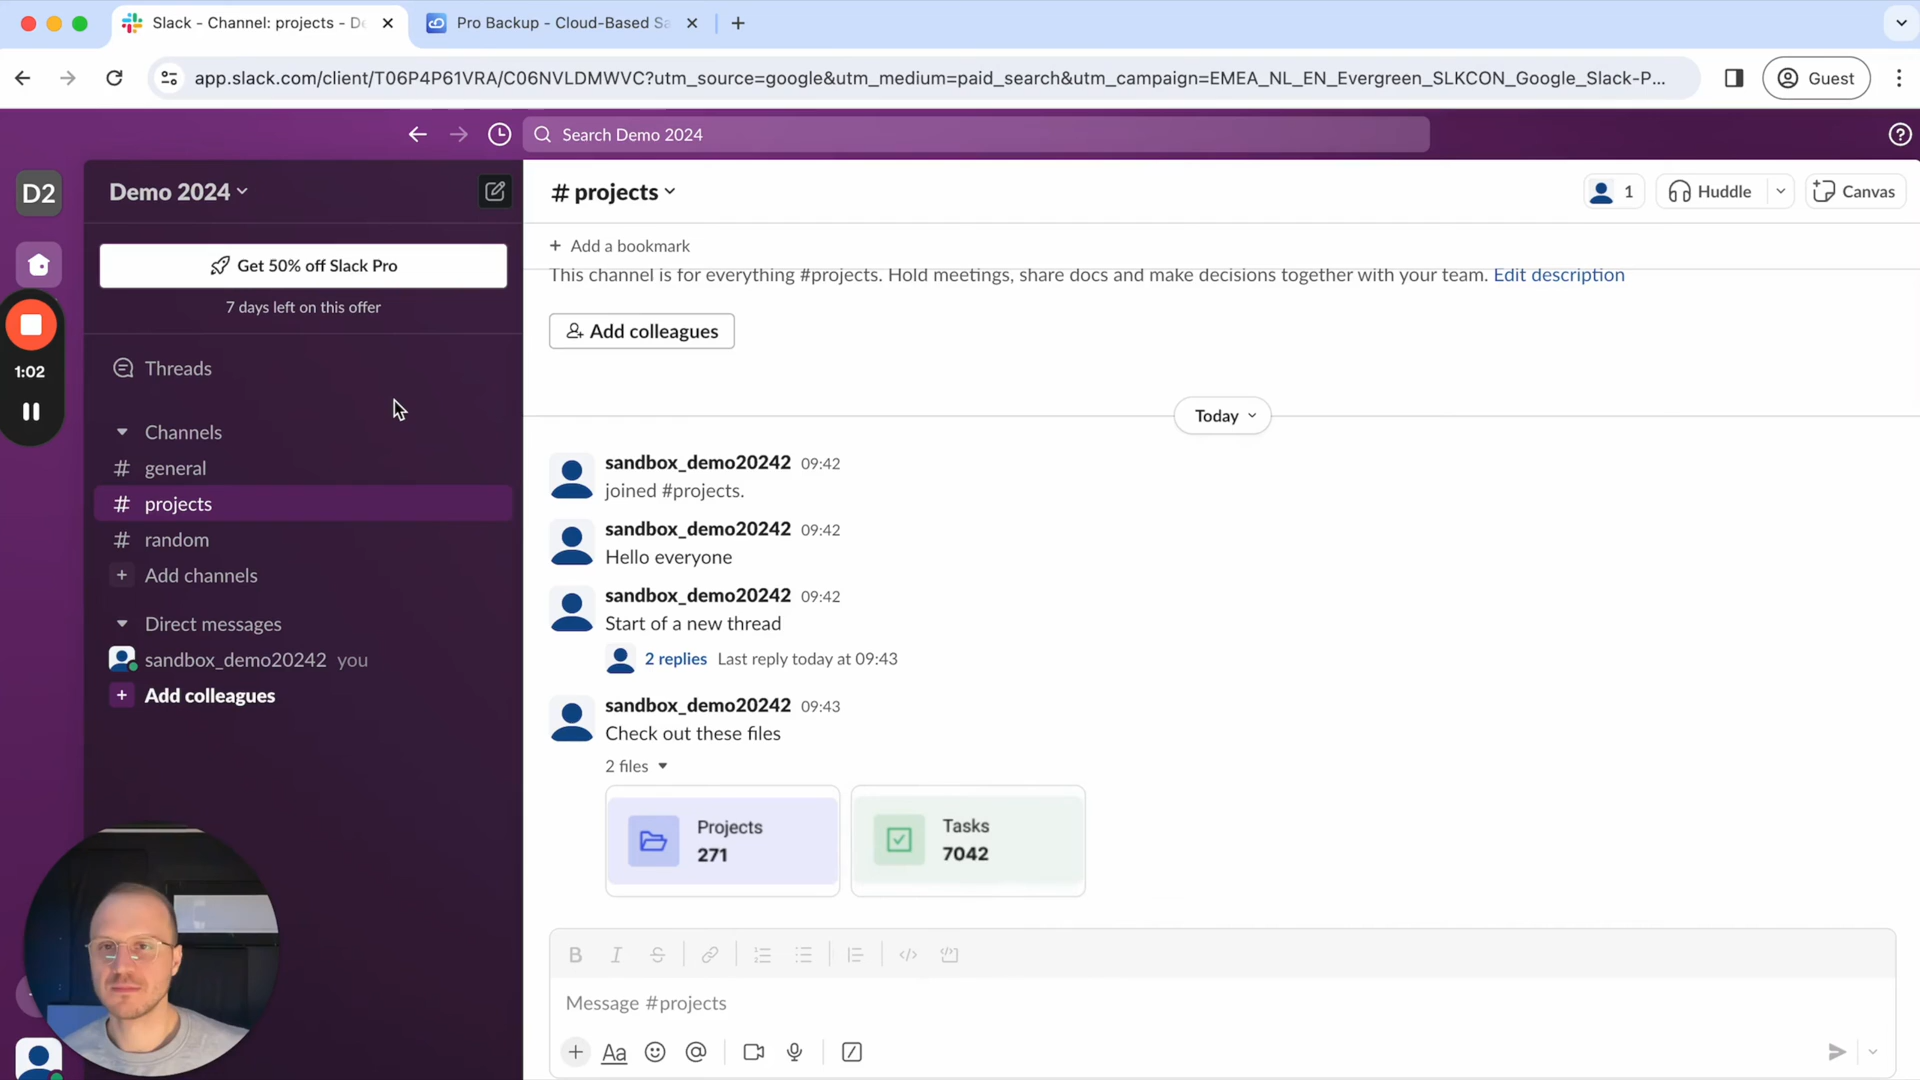 Slack - Channel: projects - De
Pro Backup - Cloud-Based Sa
app.slack.com/client/T06P4P61VRA/C06NVLDMWVC?utm_source=google&utm_medium=paid_search&utm_campaign=EMEA_NL_EN_Evergreen_SLKCON_Google_Slack-P...
Guest
Search Demo 2024
D2
Demo 2024
# projects
1
Huddle
Canvas
Add a bookmark
Get 50% off Slack Pro
7 days left on this offer
This channel is for everything #projects. Hold meetings, share docs and make decisions together with your team. Edit description
Add colleagues
1:02
Threads
Channels
# general
# projects
# random
+ Add channels
Direct messages
sandbox_demo20242 you
+ Add colleagues
Today
sandbox_demo20242 09:42
joined #projects.
sandbox_demo20242 09:42
Hello everyone
sandbox_demo20242 09:42
Start of a new thread
2 replies Last reply today at 09:43
sandbox_demo20242 09:43
Check out these files
2 files
Projects
271
Tasks
7042
B I S
Message #projects
Aa